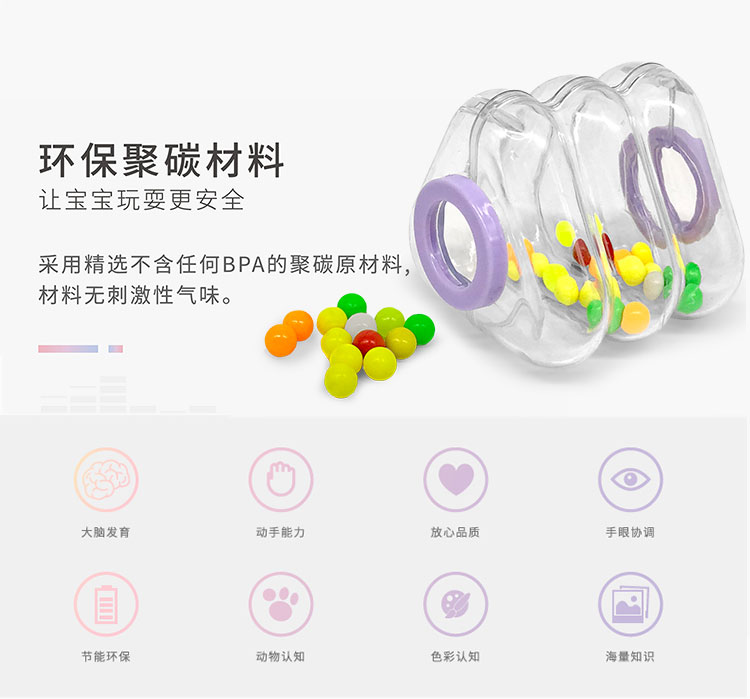 环保聚碳材料
让宝宝玩耍更安全
采用精选不含任何BPA的聚碳原材料,
材料无刺激性气味。
大脑发育
动手能力
放心品质
手眼协调
节能环保
动物认知
色彩认知
海量知识